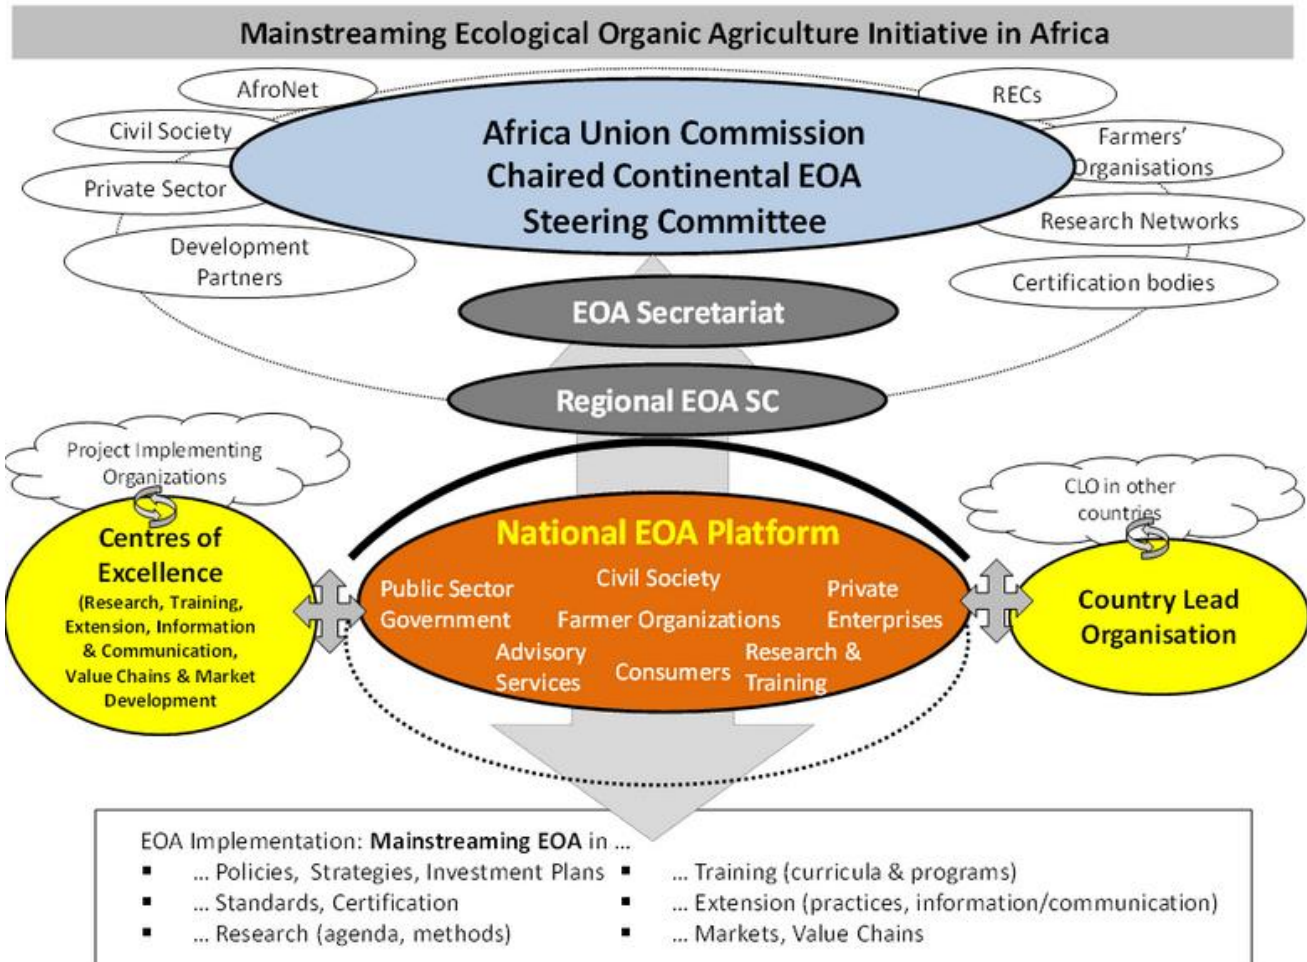 Mainstreaming Ecological Organic Agriculture Initiative in Africa
AfroNet
Civil Society
Private Sector
Development
Partners
Africa Union Commission
Chaired Continental EOA
Steering Committee
RECs
Farmers'
Organisations
Research Networks
Certification bodies
EOA Secretariat
Regional EOA SC
Project Implementing
Organizations
Centres of
Excellence
(Research, Training,
Extension, Information
& Communication,
Value Chains & Market
Development
National EOA Platform
Public Sector
Government
Civil Society
Farmer Organizations
Private
Enterprises
Advisory
Services
Consumers
Research &
Training
CLO in other
countries
Country Lead
Organisation
EOA Implementation: Mainstreaming EOA in ...
▪ ... Policies, Strategies, Investment Plans
▪ ... Standards, Certification
▪ ... Research (agenda, methods)
▪ ... Training (curricula & programs)
▪ ... Extension (practices, information/communication)
▪ ... Markets, Value Chains